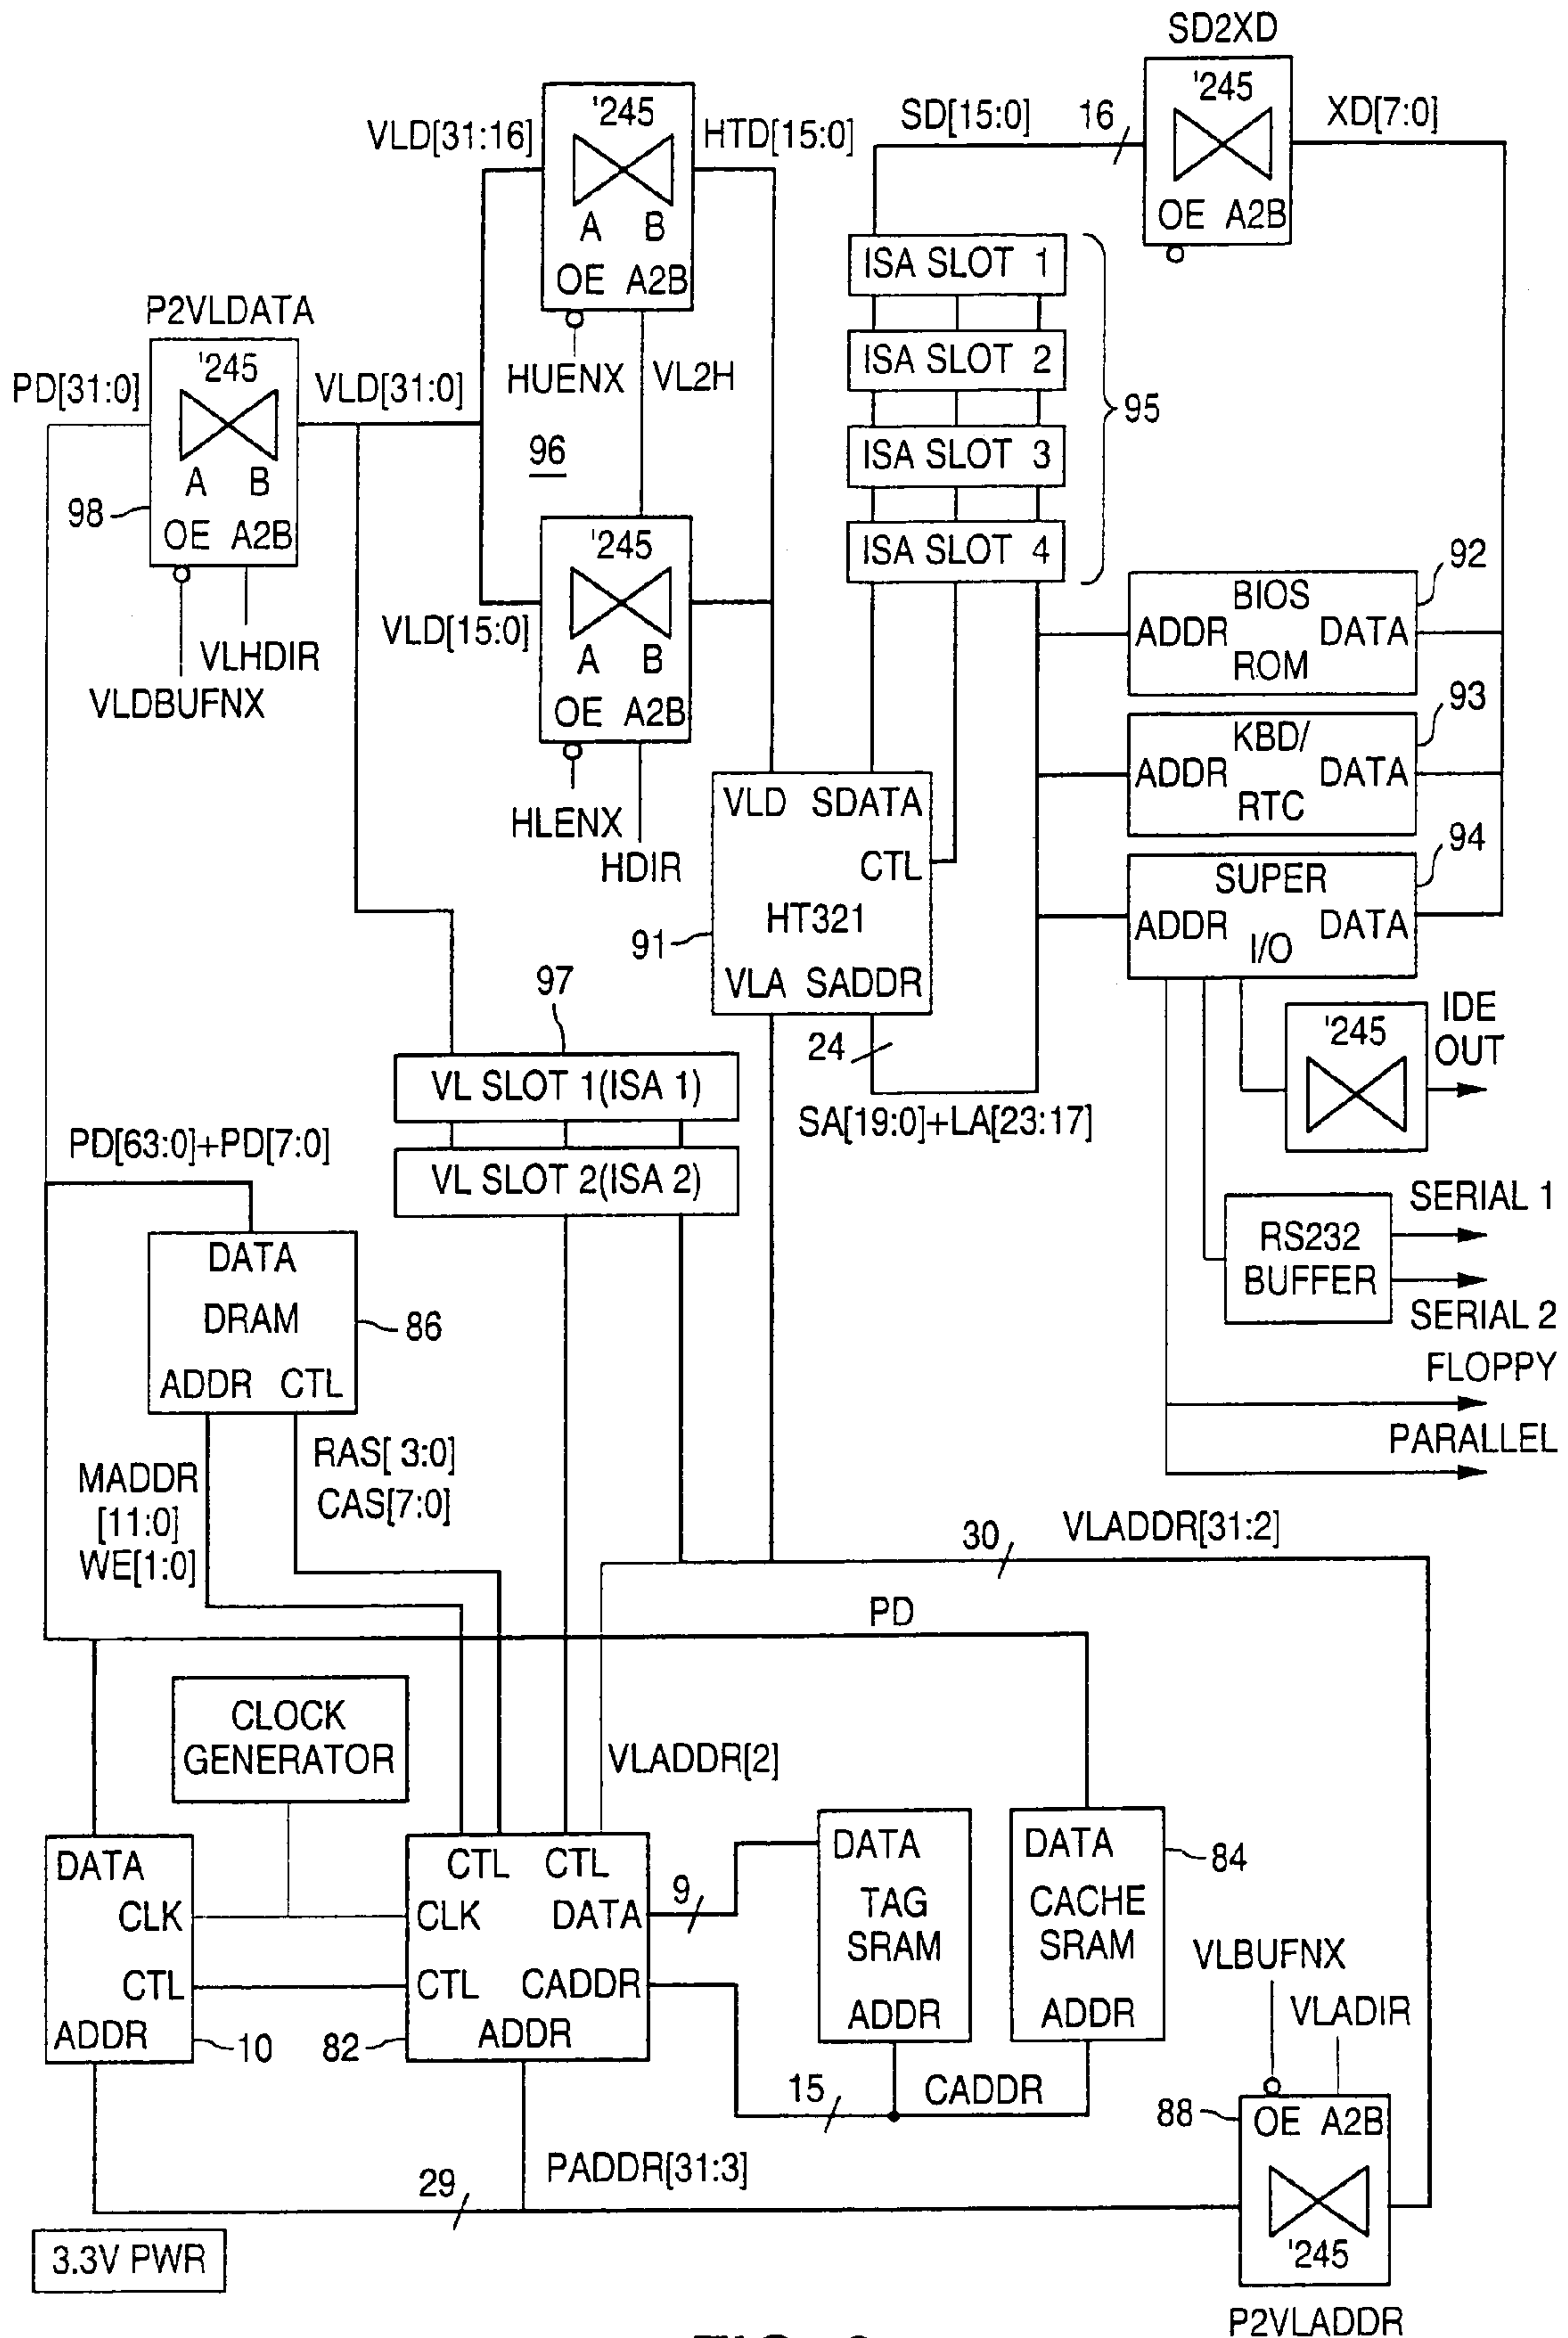 SD2XD
'245
OE A2B
SD[15:0]
16
XD[7:0]
VLD[31:16]
'245
A B
OE A2B
HTD[15:0]
HUENX
VL2H
ISA SLOT 1
ISA SLOT 2
ISA SLOT 3
ISA SLOT 4
95
P2VLDATA
PD[31:0]
'245
A B
OE A2B
VLD[31:0]
98
VLHDIR
VLDBUFNX
96
VLD[15:0]
'245
A B
OE A2B
HLENX
HDIR
BIOS
ADDR DATA
ROM
92
KBD/
ADDR DATA
RTC
93
SUPER
ADDR DATA
I/O
94
VLD SDATA
CTL
HT321
VLA SADDR
91
24
SA[19:0]+LA[23:17]
97
VL SLOT 1(ISA 1)
VL SLOT 2(ISA 2)
'245
IDE
OUT
RS232
BUFFER
SERIAL 1
SERIAL 2
FLOPPY
PARALLEL
PD[63:0]+PD[7:0]
DATA
DRAM
ADDR CTL
86
MADDR
[11:0]
WE[1:0]
RAS[ 3:0]
CAS[7:0]
30
VLADDR[31:2]
PD
CLOCK
GENERATOR
VLADDR[2]
DATA
CLK
CTL
ADDR
10
CTL CTL
CLK DATA
CTL CADDR
ADDR
82
9
DATA
TAG
SRAM
ADDR
DATA
CACHE
SRAM
ADDR
84
15
CADDR
VLBUFNX
VLADIR
88
OE A2B
'245
P2VLADDR
29
PADDR[31:3]
3.3V PWR